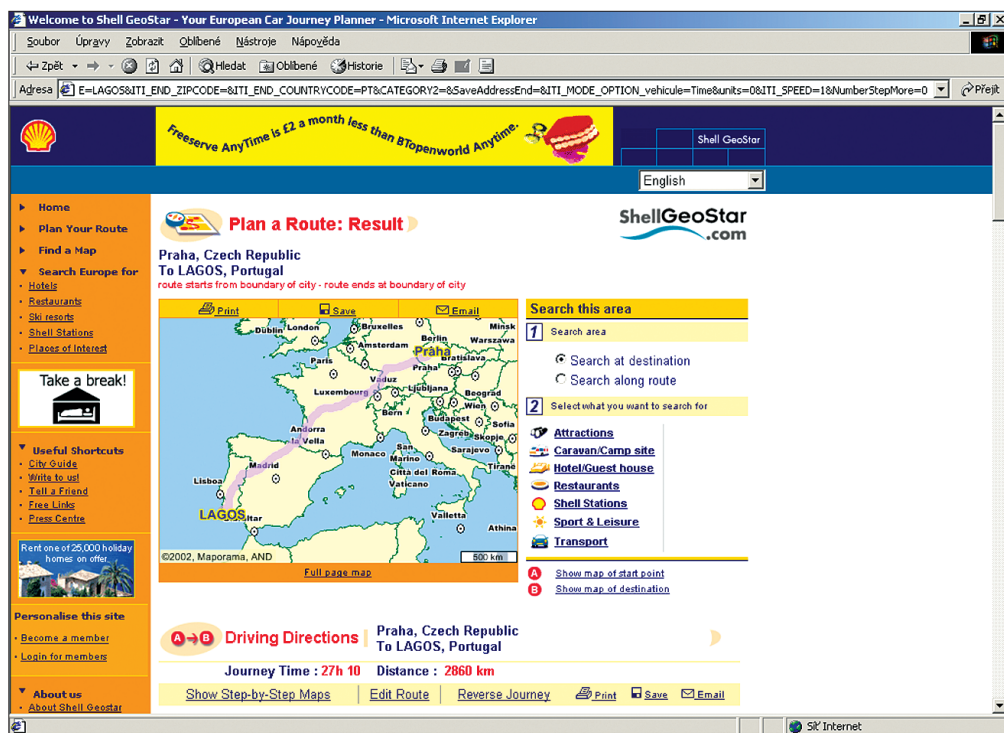 Welcome to Shell GeoStar - Your European Car Journey Planner - Microsoft Internet Explorer
Soubor Úpravy Zobrazit Oblíbené Nástroje Nápověda
Zpět Hledat Oblíbené Historie
Adresa E=LAGOS&ITI_END_ZIPCODE=&ITI_END_COUNTRYCODE=PT&CATEGORY2=&SaveAddressEnd=&ITI_MODE_OPTION_vehicule=Time&units=0&ITI_SPEED=1&NumberStepMore=0 Přejít
Freeserve AnyTime is £2 a month less than BTopenworld Anytime.
Shell GeoStar
English
Home
Plan Your Route
Find a Map
Search Europe for
Hotels
Restaurants
Ski resorts
Shell Stations
Places of Interest
Take a break!
Useful Shortcuts
City Guide
Write to us!
Tell a Friend
Free Links
Press Centre
Rent one of 25,000 holiday
homes on offer
Personalise this site
Become a member
Login for members
About us
About Shell Geostar
Plan a Route: Result
ShellGeoStar
.com
Praha, Czech Republic
To LAGOS, Portugal
route starts from boundary of city - route ends at boundary of city
Print Save Email
Dublin London Bruxelles Minsk
Amsterdam Berlin Warszawa
Paris Praha Bratislava
Praha
Vaduz
Luxembourg Ljubljana Beograd
Bern Wien
Budapest Sofia
Andorra
la Vella Zagreb Skopje
Monaco San
Marino Sarajevo
Madrid Città del Roma Tiranë
Vaticano
Lisboa
LAGOS Valletta
Athina
©2002, Maporama, AND 500 km
Full page map
Search this area
1 Search area
Search at destination
Search along route
2 Select what you want to search for
Attractions
Caravan/Camp site
Hotel/Guest house
Restaurants
Shell Stations
Sport & Leisure
Transport
A Show map of start point
B Show map of destination
A B Driving Directions Praha, Czech Republic
To LAGOS, Portugal
Journey Time : 27h 10 Distance : 2860 km
Show Step-by-Step Maps Edit Route Reverse Journey Print Save Email
Síť Internet